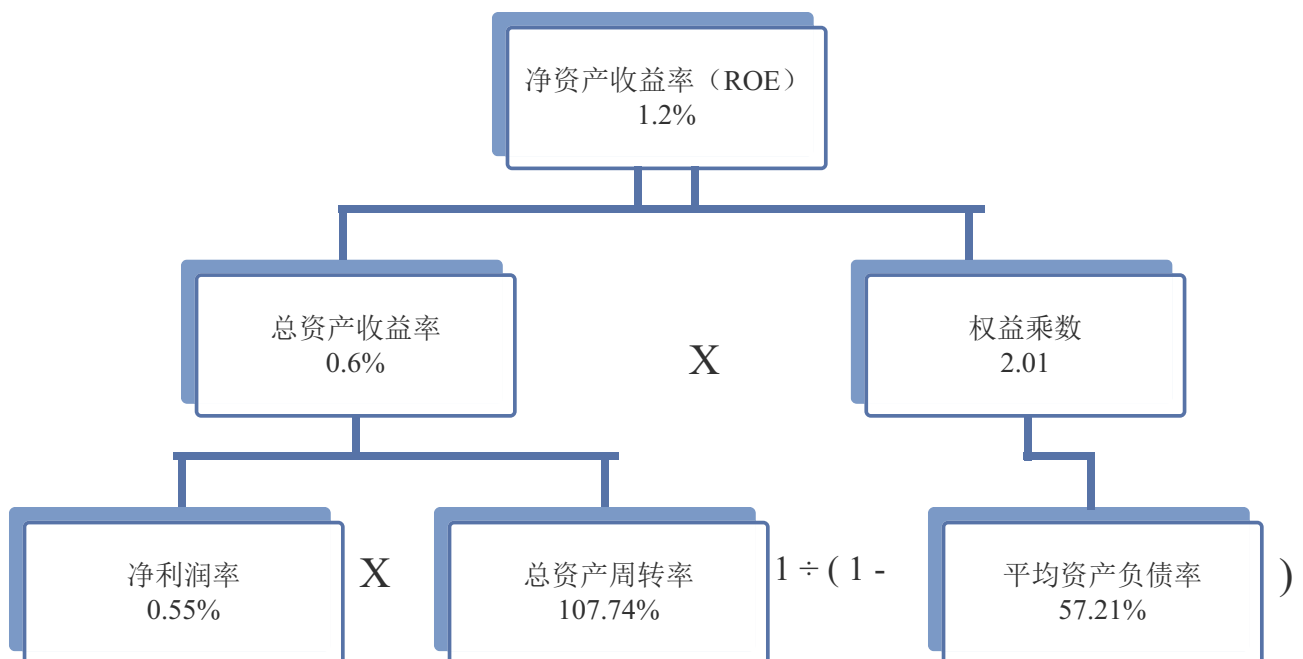 净资产收益率（ROE）
1.2%
总资产收益率
0.6%
X
权益乘数
2.01
净利润率
0.55%
X
总资产周转率
107.74%
1 ÷ ( 1 -
平均资产负债率
57.21%
)